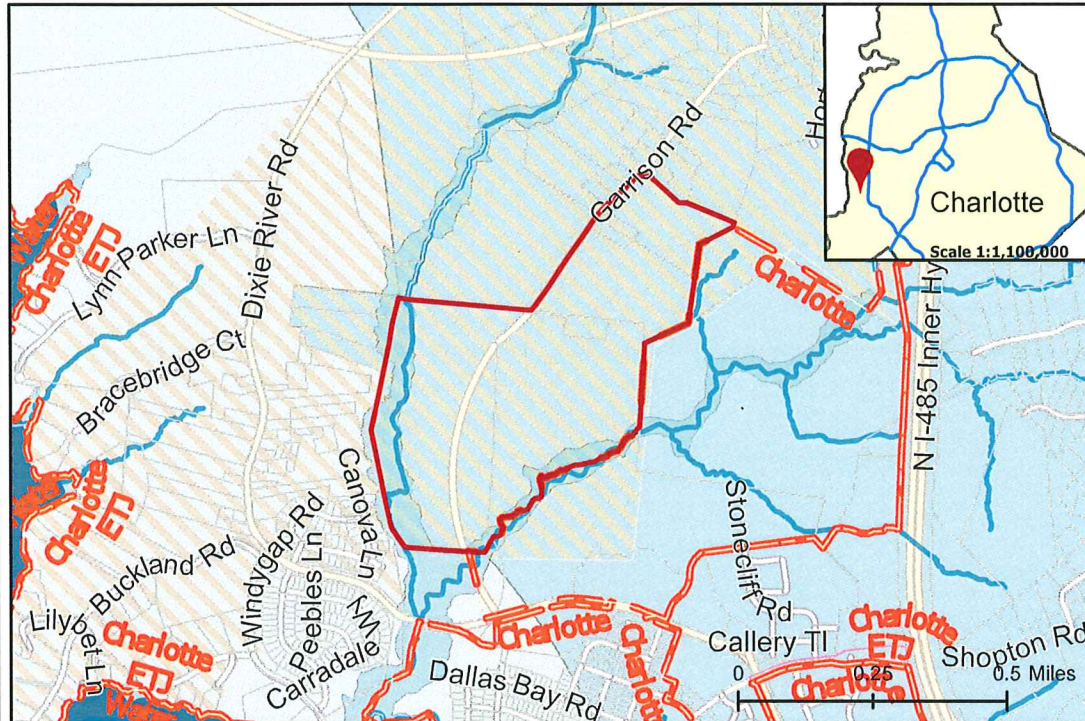 Garrison Rd
Charlotte
Scale 1:1,100,000
Dixie River Rd
Water
Charlotte
ETJ
Lynn Parker Ln
Charlotte
N I-485 Inner Hy
Bracebridge Ct
Canova Ln
Charlotte
ETJ
Windygap Rd
Peebles Ln
Buckland Rd
Stonecliff Rd
Lilybet Ln
Charlotte
ETJ
Carradale
Charlotte
Charlotte
Callery Tl
Charlotte
ETJ
Shopton Rd
Dallas Bay Rd
Charlotte
Water
0 0.25 0.5 Miles